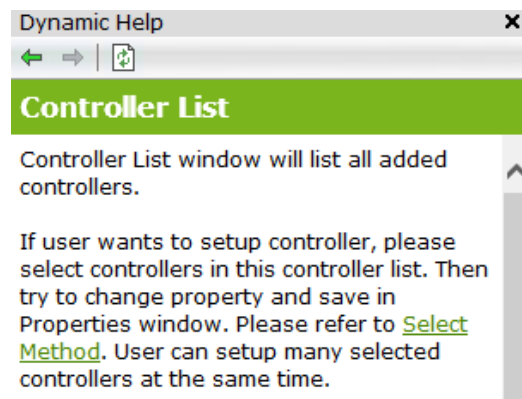 Dynamic Help
Controller List
Controller List window will list all added
controllers.
If user wants to setup controller, please
select controllers in this controller list. Then
try to change property and save in
Properties window. Please refer to Select
Method. User can setup many selected
controllers at the same time.